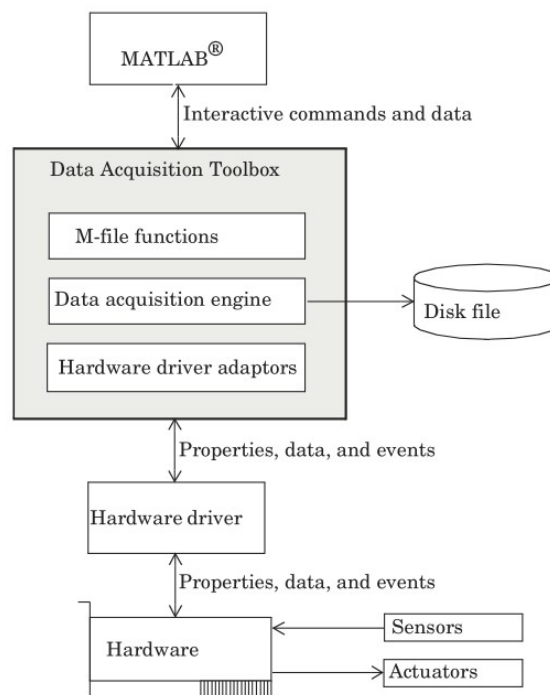 MATLAB®
Interactive commands and data
Data Acquisition Toolbox
M-file functions
Data acquisition engine
Disk file
Hardware driver adaptors
Properties, data, and events
Hardware driver
Properties, data, and events
Sensors
Hardware
Actuators